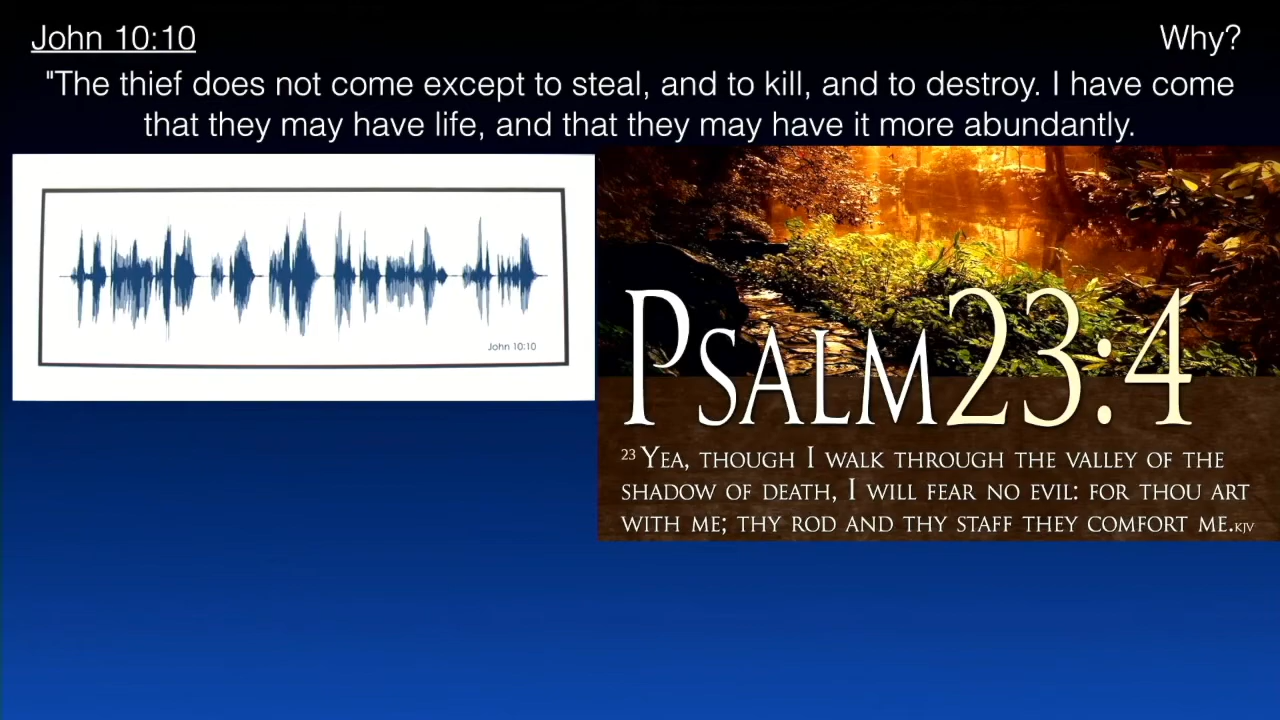 John 10:10
Why?
"The thief does not come except to steal, and to kill, and to destroy. I have come
that they may have life, and that they may have it more abundantly.
John 10:10
PSALM 23:4
23 YEA, THOUGH I WALK THROUGH THE VALLEY OF THE
SHADOW OF DEATH, I WILL FEAR NO EVIL: FOR THOU ART
WITH ME; THY ROD AND THY STAFF THEY COMFORT ME.KJV